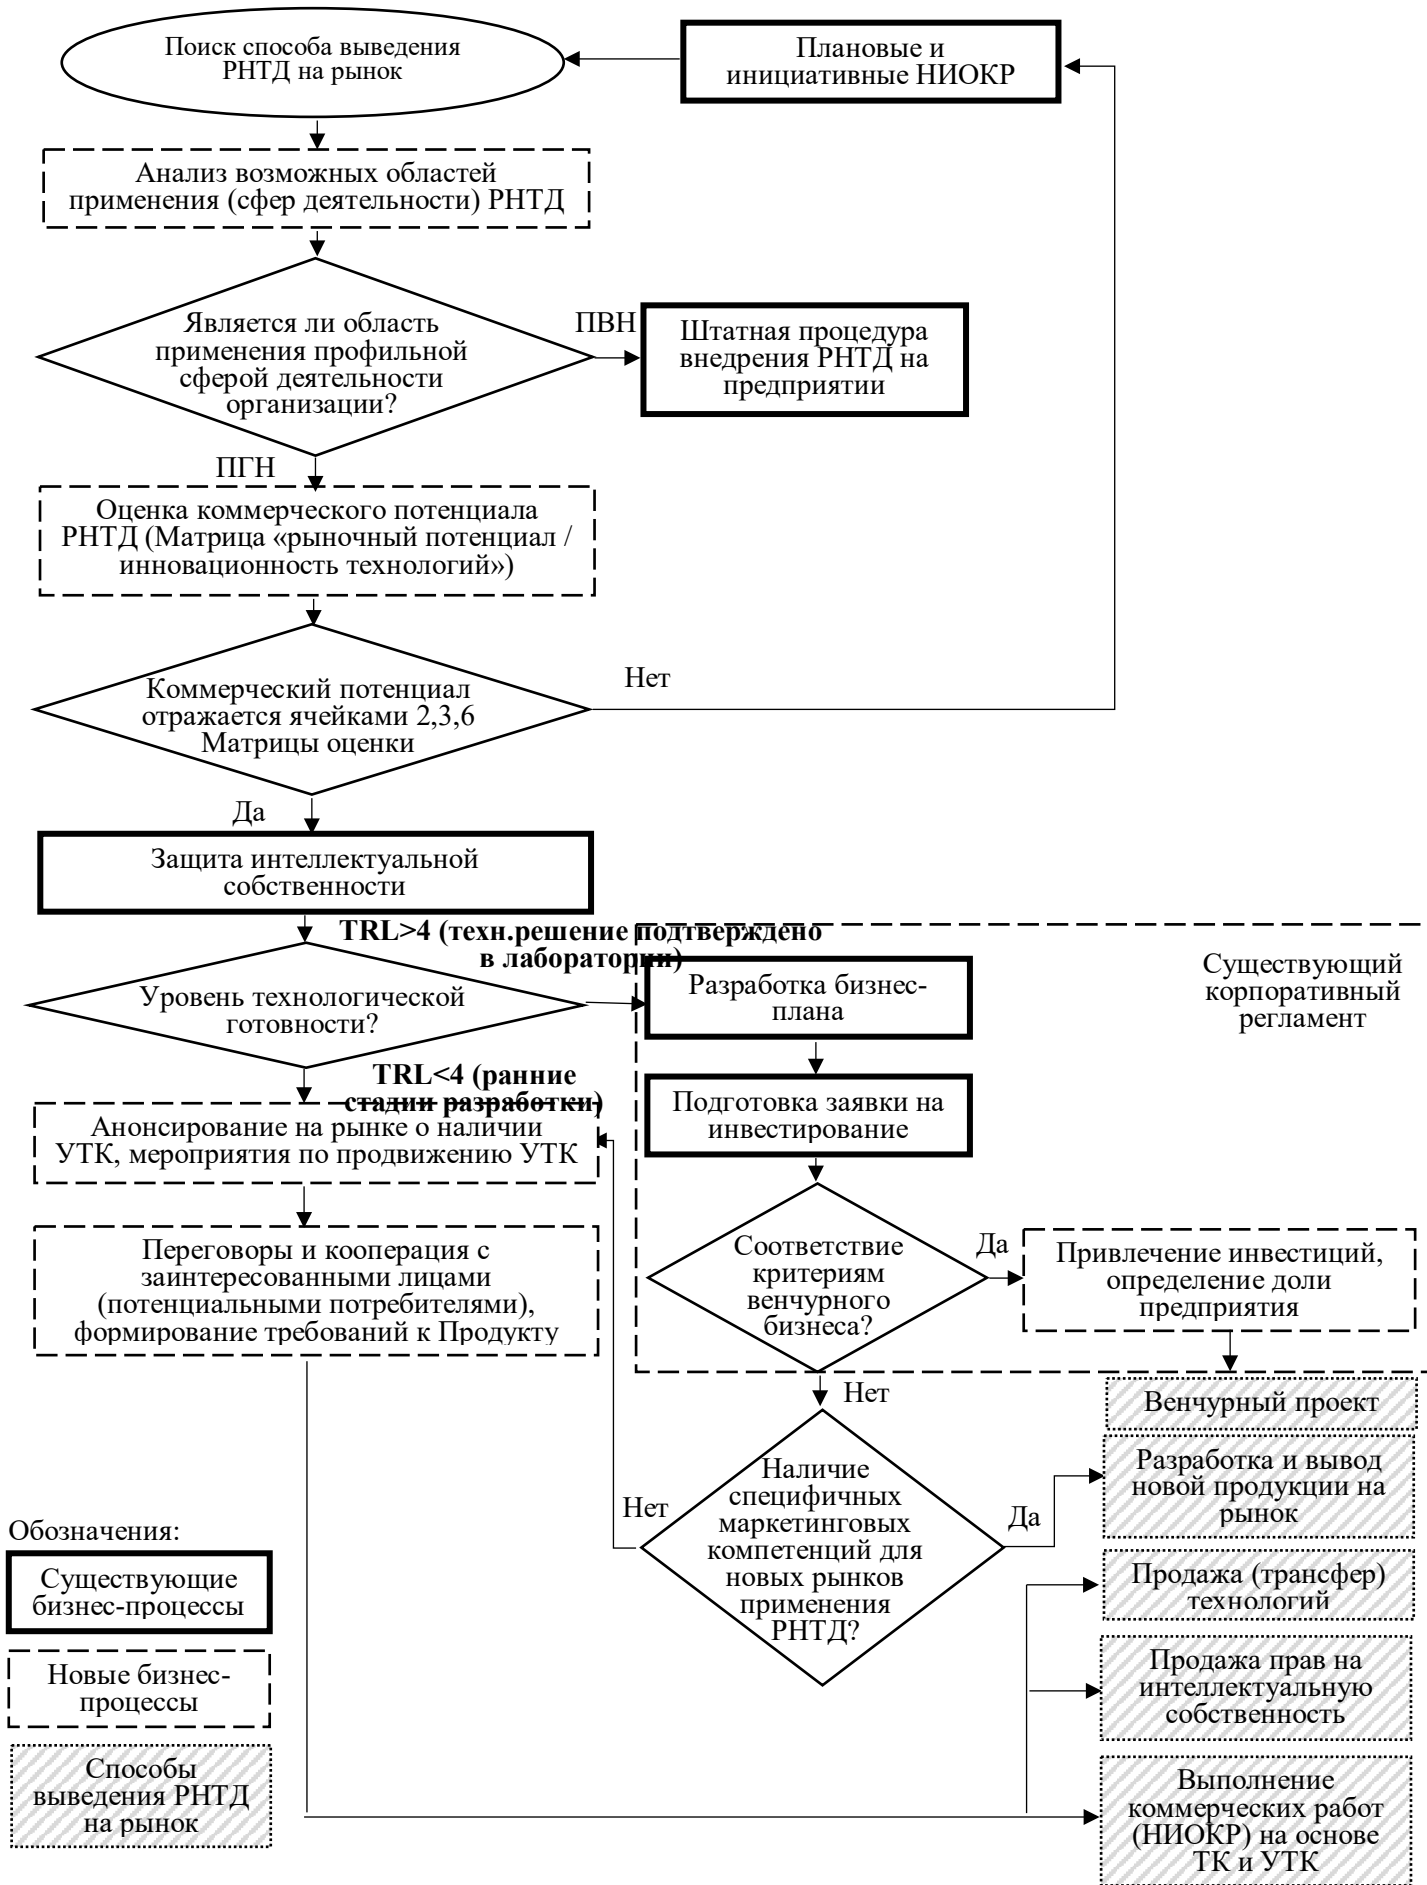 Поиск способа выведения
РНТД на рынок
Плановые и
инициативные НИОКР
Анализ возможных областей
применения (сфер деятельности) РНТД
Является ли область
применения профильной
сферой деятельности
организации?
ПВН
Штатная процедура
внедрения РНТД на
предприятии
ПГН
Оценка коммерческого потенциала
РНТД (Матрица «рыночный потенциал /
инновационность технологий»)
Коммерческий потенциал
отражается ячейками 2,3,6
Матрицы оценки
Нет
Да
Защита интеллектуальной
собственности
TRL>4 (техн.решение подтверждено
в лаборатории)
Уровень технологической
готовности?
Разработка бизнес-
плана
Существующий
корпоративный
регламент
TRL<4 (ранние
стадии разработки)
Подготовка заявки на
инвестирование
Анонсирование на рынке о наличии
УТК, мероприятия по продвижению УТК
Переговоры и кооперация с
заинтересованными лицами
(потенциальными потребителями),
формирование требований к Продукту
Соответствие
критериям
венчурного
бизнеса?
Да
Привлечение инвестиций,
определение доли
предприятия
Нет
Венчурный проект
Наличие
специфичных
маркетинговых
компетенций для
новых рынков
применения
РНТД?
Нет
Да
Разработка и вывод
новой продукции на
рынок
Продажа (трансфер)
технологий
Продажа прав на
интеллектуальную
собственность
Выполнение
коммерческих работ
(НИОКР) на основе
ТК и УТК
Обозначения:
Существующие
бизнес-процессы
Новые бизнес-
процессы
Способы
выведения РНТД
на рынок